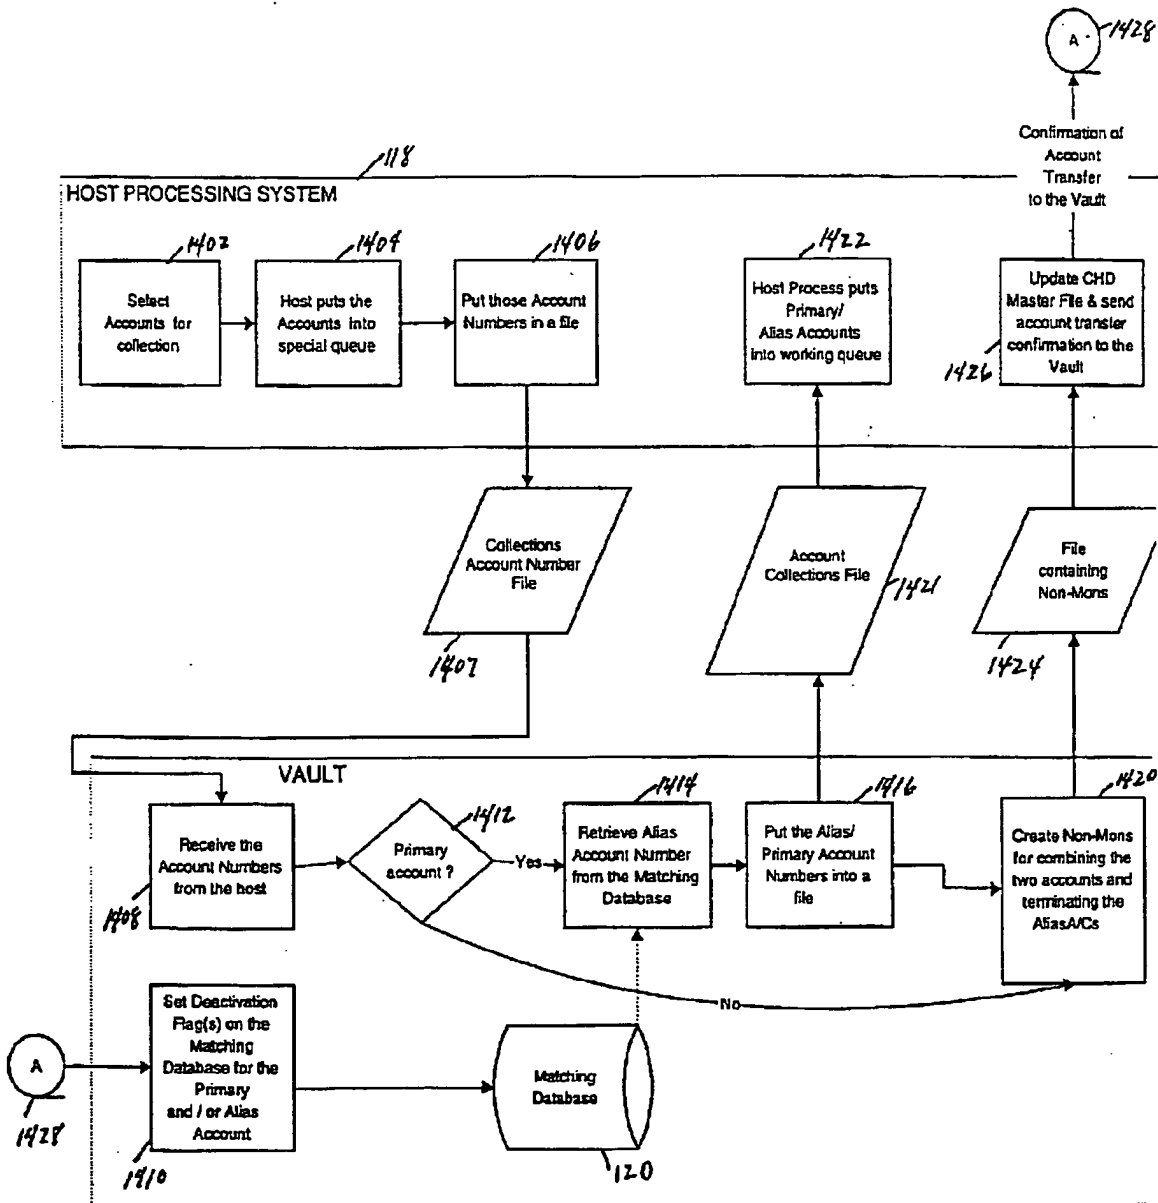 A
1428
Confirmation of
Account
Transfer
to the Vault
118
HOST PROCESSING SYSTEM
1402
Select
Accounts for
collection
1404
Host puts the
Accounts into
special queue
1406
Put those Account
Numbers in a file
1422
Host Process puts
Primary/
Alias Accounts
into working queue
Update CHD
Master File & send
account transfer
confirmation to the
Vault
1426
Collections
Account Number
File
1407
Account
Collections File
1421
File
containing
Non-Mons
1424
VAULT
Receive the
Account Numbers
from the host
1408
1412
Primary
account ?
Yes
No
1414
Retrieve Alias
Account Number
from the Matching
Database
1416
Put the Alias/
Primary Account
Numbers into a
file
1420
Create Non-Mons
for combining the
two accounts and
terminating the
AliasA/Cs
A
1428
Set Deactivation
Flag(s) on the
Matching
Database for the
Primary
and / or Alias
Account
1410
Matching
Database
120